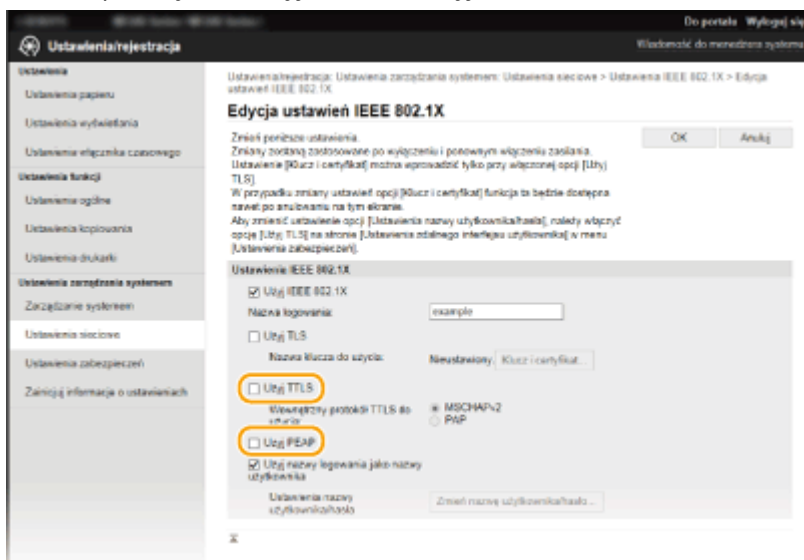 Do portalu Wyloguj się
Ustawienia/rejestracja
Wiadomość do menedżera systemu
Ustawienia
Ustawienia papieru
Ustawienia wyświetlania
Ustawienia włącznika czasowego
Ustawienia funkcji
Ustawienia ogólne
Ustawienia kopiowania
Ustawienia drukarki
Ustawienia zarządzania systemem
Zarządzanie systemem
Ustawienia sieciowe
Ustawienia zabezpieczeń
Zainicjuj informacje o ustawieniach
Ustawienia/rejestracja: Ustawienia zarządzania systemem: Ustawienia sieciowe > Ustawienia IEEE 802.1X > Edycja
ustawień IEEE 802.1X
Edycja ustawień IEEE 802.1X
Zmień poniższe ustawienia.
Zmiany zostaną zastosowane po wyłączeniu i ponownym włączeniu zasilania.
Ustawienie [Klucz i certyfikat] można wprowadzić tylko przy włączonej opcji [Użyj
TLS].
W przypadku zmiany ustawień opcji [Klucz i certyfikat] funkcja ta będzie dostępna
nawet po anulowaniu na tym ekranie.
Aby zmienić ustawienie opcji [Ustawienia nazwy użytkownika/hasła], należy włączyć
opcję [Użyj TLS] na stronie [Ustawienia zdalnego interfejsu użytkownika] w menu
[Ustawienia zabezpieczeń].
OK Anuluj
Ustawienia IEEE 802.1X
Użyj IEEE 802.1X
Nazwa logowania: example
Użyj TLS
Nazwa klucza do użycia: Nieustawiony. Klucz i certyfikat...
Użyj TTLS
Wewnętrzny protokół TTLS do
użycia:
MSCHAPv2
PAP
Użyj PEAP
Użyj nazwy logowania jako nazwy
użytkownika
Ustawienia nazwy
użytkownika/hasła
Zmień nazwę użytkownika/hasło...